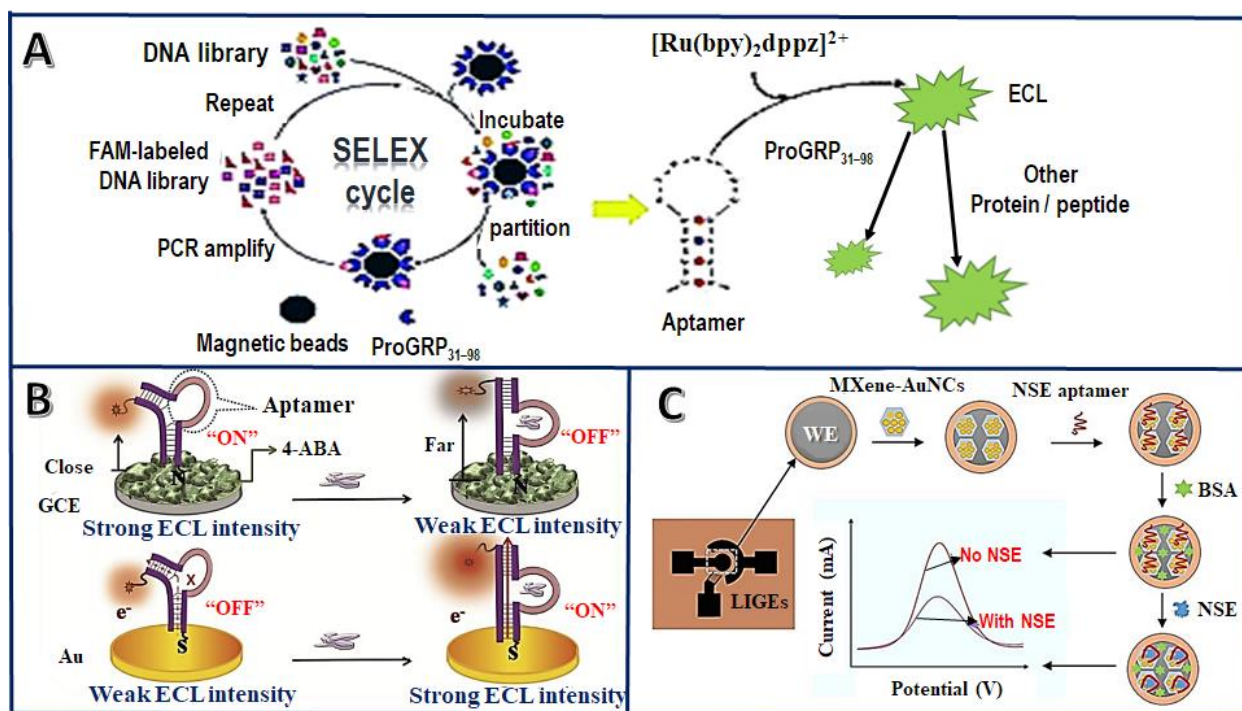 A
DNA library
Repeat
FAM-labeled
DNA library
SELEX
cycle
Incubate
partition
PCR amplify
Magnetic beads
ProGRP31–98
[Ru(bpy)2dppz]2+
ECL
ProGRP31–98
Other
Protein / peptide
Aptamer
B
Aptamer
"ON"
4-ABA
Close
GCE
N
Strong ECL intensity
Far
"OFF"
N
Weak ECL intensity
X
e-
"OFF"
Au
S
Weak ECL intensity
e-
"ON"
S
Strong ECL intensity
C
MXene-AuNCs
NSE aptamer
WE
BSA
LIGEs
Current (mA)
No NSE
With NSE
Potential (V)
NSE